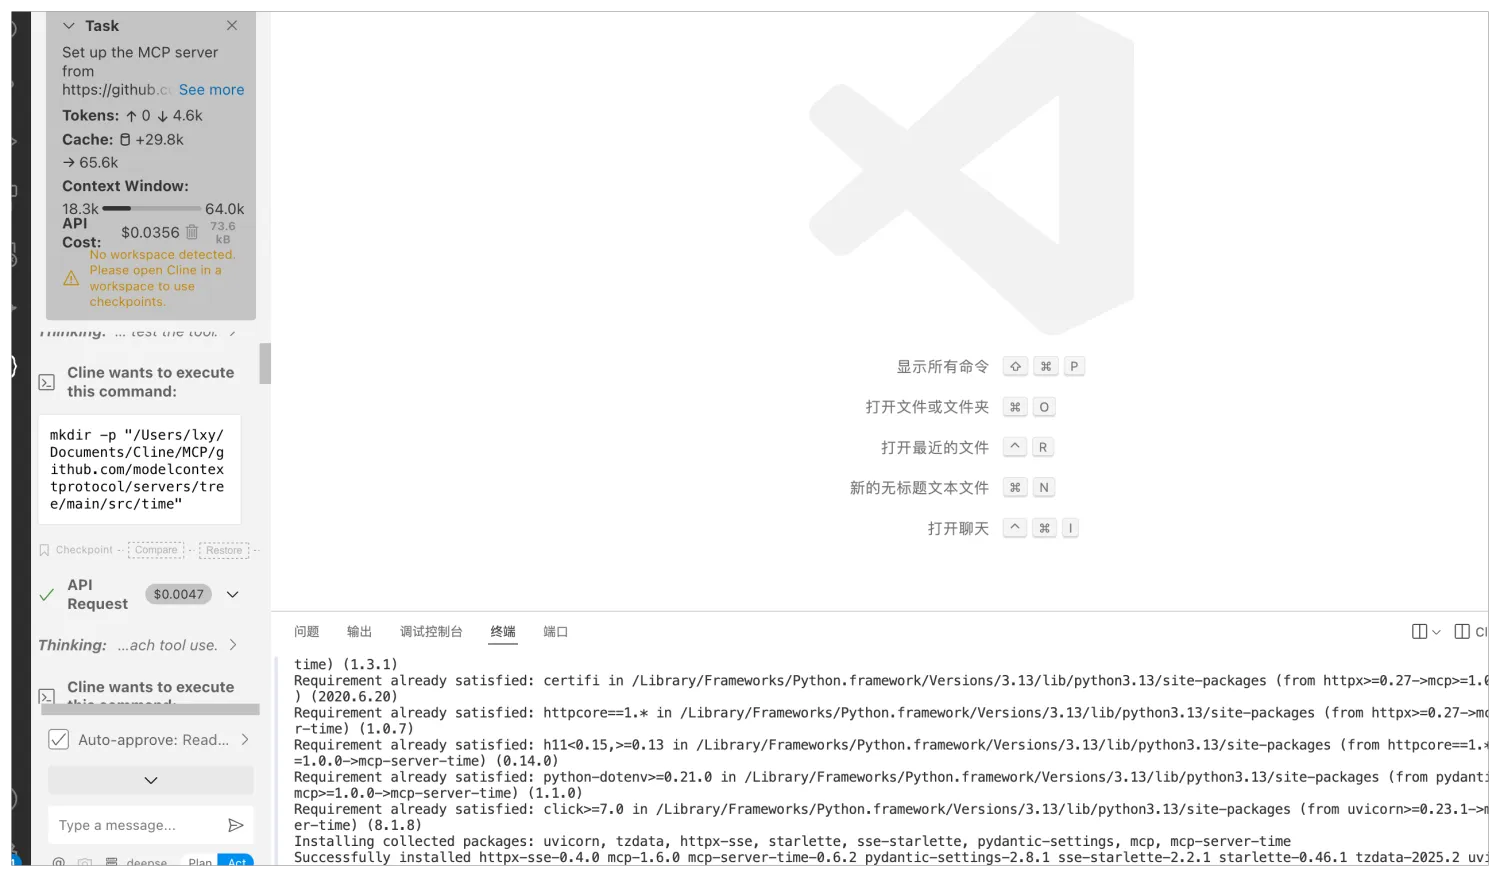 Task
Set up the MCP server
from
https://github.c See more
Tokens: ↑ 0 ↓ 4.6k
Cache: +29.8k
→ 65.6k
Context Window:
18.3k 64.0k
API
Cost: $0.0356 73.6
kB
No workspace detected.
Please open Cline in a
workspace to use
checkpoints.
Thinking: ... test the tool.
Cline wants to execute
this command:
mkdir -p "/Users/lxy/
Documents/Cline/MCP/g
ithub.com/modelcontex
tprotocol/servers/tre
e/main/src/time"
Checkpoint Compare Restore
API
Request $0.0047
Thinking: ...ach tool use.
Cline wants to execute
this command:
Auto-approve: Read...
Type a message...
@ deepse Plan Act
显示所有命令 ⇧ ⌘ P
打开文件或文件夹 ⌘ O
打开最近的文件 ^ R
新的无标题文本文件 ⌘ N
打开聊天 ^ ⌘ I
问题 输出 调试控制台 终端 端口
Cl
time) (1.3.1)
Requirement already satisfied: certifi in /Library/Frameworks/Python.framework/Versions/3.13/lib/python3.13/site-packages (from httpx>=0.27->mcp>=1.0
) (2020.6.20)
Requirement already satisfied: httpcore==1.* in /Library/Frameworks/Python.framework/Versions/3.13/lib/python3.13/site-packages (from httpx>=0.27->mc
r-time) (1.0.7)
Requirement already satisfied: h11<0.15,>=0.13 in /Library/Frameworks/Python.framework/Versions/3.13/lib/python3.13/site-packages (from httpcore==1.*
=1.0.0->mcp-server-time) (0.14.0)
Requirement already satisfied: python-dotenv>=0.21.0 in /Library/Frameworks/Python.framework/Versions/3.13/lib/python3.13/site-packages (from pydanti
mcp>=1.0.0->mcp-server-time) (1.1.0)
Requirement already satisfied: click>=7.0 in /Library/Frameworks/Python.framework/Versions/3.13/lib/python3.13/site-packages (from uvicorn>=0.23.1->m
er-time) (8.1.8)
Installing collected packages: uvicorn, tzdata, httpx-sse, starlette, sse-starlette, pydantic-settings, mcp, mcp-server-time
Successfully installed httpx-sse-0.4.0 mcp-1.6.0 mcp-server-time-0.6.2 pydantic-settings-2.8.1 sse-starlette-2.2.1 starlette-0.46.1 tzdata-2025.2 uvi